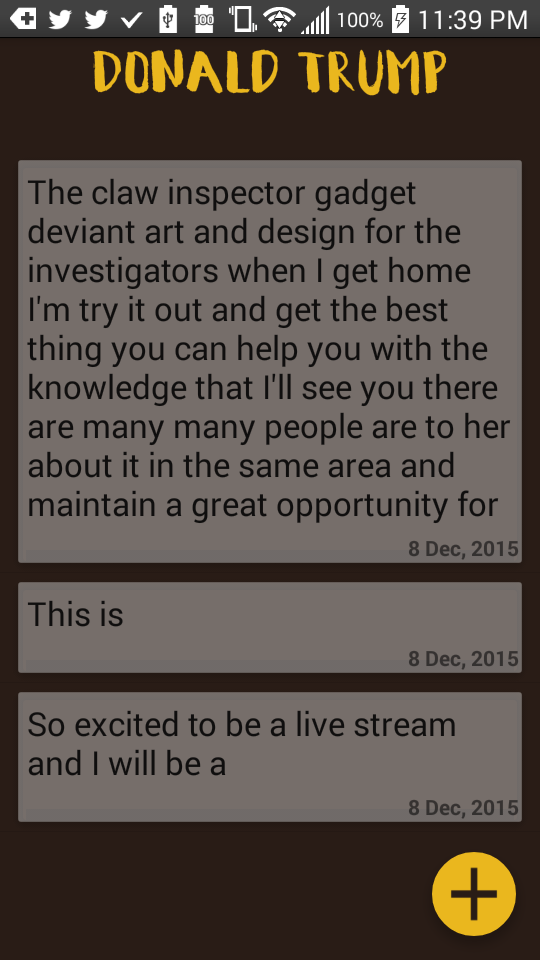 100 100% 11:39 PM
DONALD TRUMP
The claw inspector gadget
deviant art and design for the
investigators when I get home
I'm try it out and get the best
thing you can help you with the
knowledge that I'll see you there
are many many people are to her
about it in the same area and
maintain a great opportunity for
8 Dec, 2015
This is
8 Dec, 2015
So excited to be a live stream
and I will be a
8 Dec, 2015